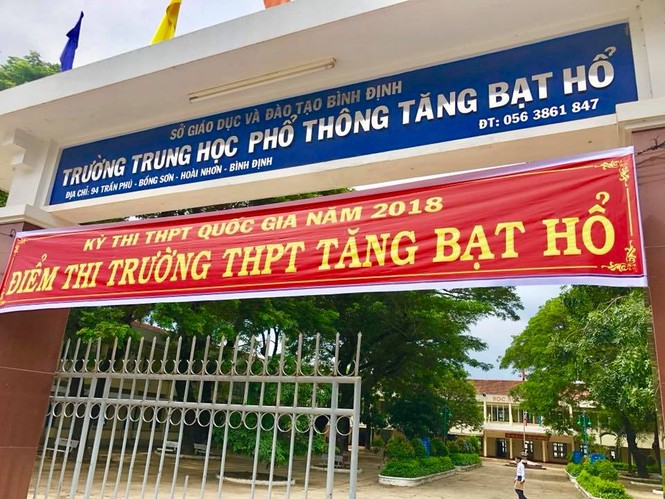 SỞ GIÁO DỤC VÀ ĐÀO TẠO BÌNH ĐỊNH
TRƯỜNG TRUNG HỌC PHỔ THÔNG TĂNG BẠT HỔ
ĐỊA CHỈ: 94 TRẦN PHÚ - BỒNG SƠN - HOÀI NHƠN - BÌNH ĐỊNH
ĐT: 056 3861 847
KỲ THI THPT QUỐC GIA NĂM 2018
ĐIỂM THI TRƯỜNG THPT TĂNG BẠT HỔ